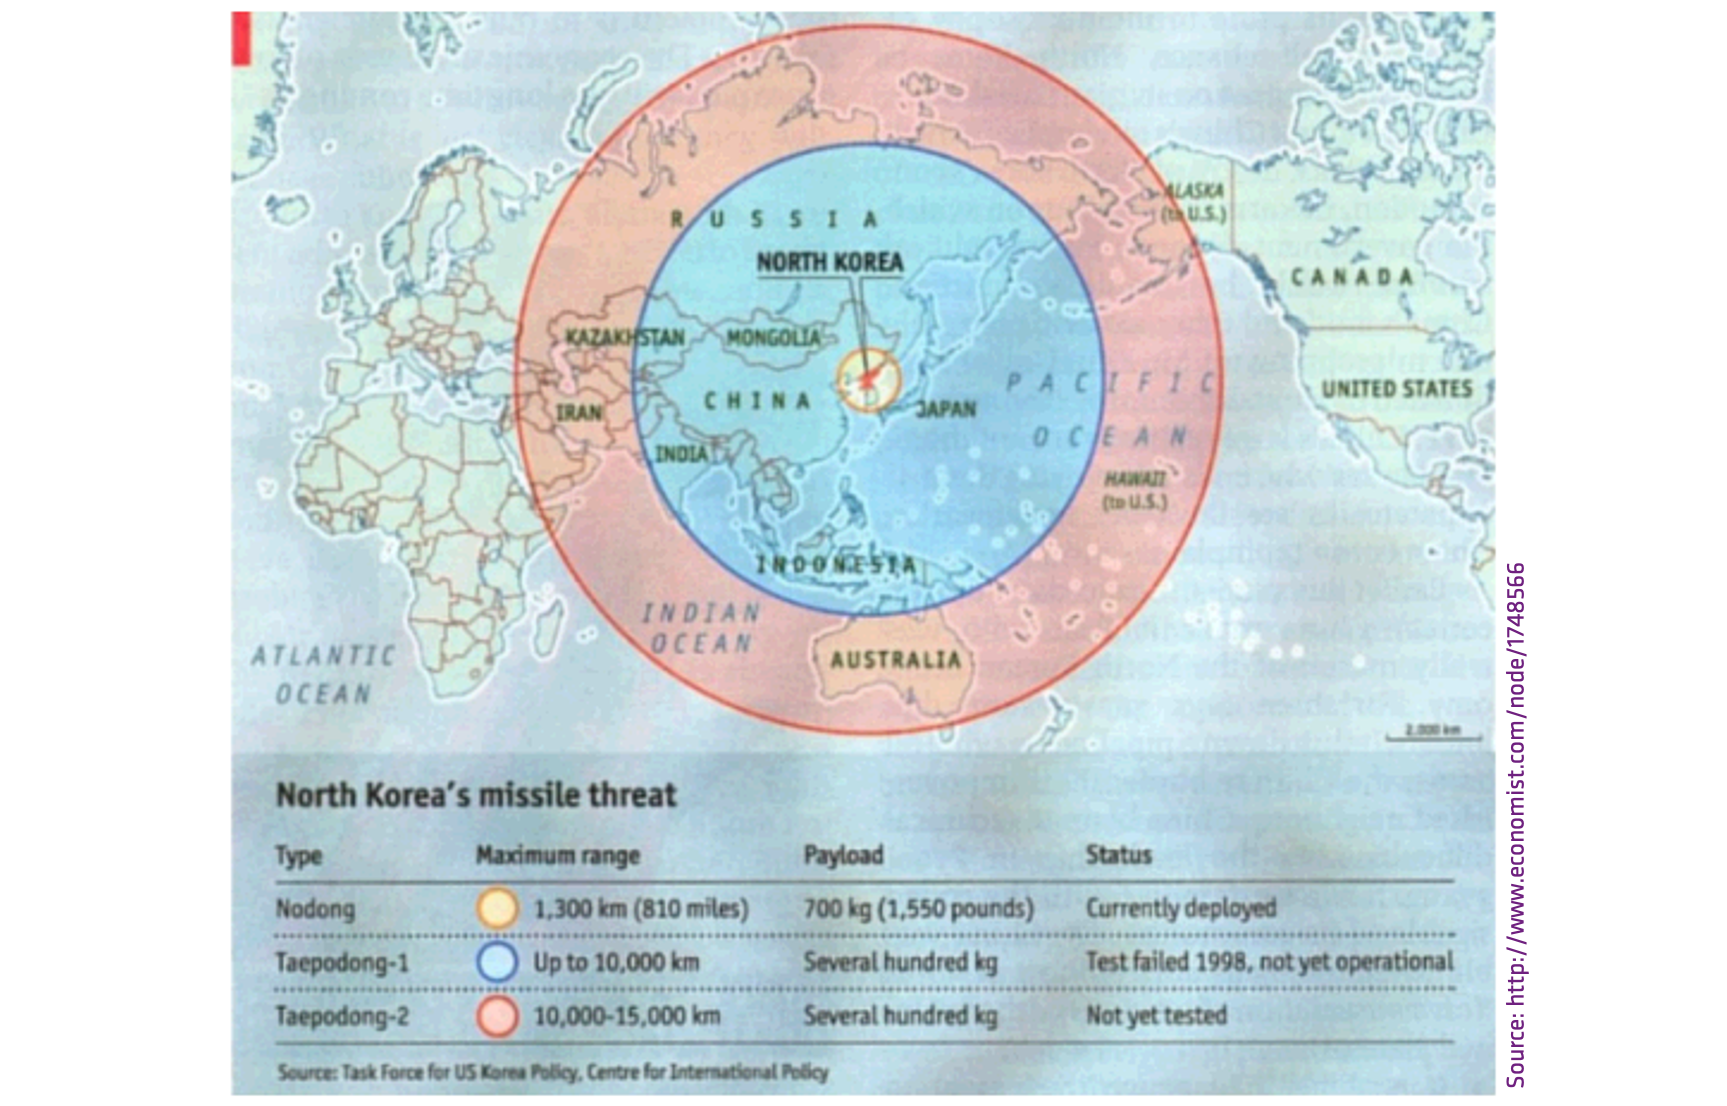 RUSSIA
ALASKA
(to U.S.)
NORTH KOREA
CANADA
KAZAKHSTAN
MONGOLIA
PACIFIC
OCEAN
UNITED STATES
CHINA
JAPAN
IRAN
INDIA
HAWAII
(to U.S.)
INDONESIA
INDIAN
OCEAN
ATLANTIC
OCEAN
AUSTRALIA
2,000 km
North Korea's missile threat
Type Maximum range Payload Status
Nodong 1,300 km (810 miles) 700 kg (1,550 pounds) Currently deployed
Taepodong-1 Up to 10,000 km Several hundred kg Test failed 1998, not yet operational
Taepodong-2 10,000-15,000 km Several hundred kg Not yet tested
Source: Task Force for US Korea Policy, Centre for International Policy
Source: http://www.economist.com/node/1748566